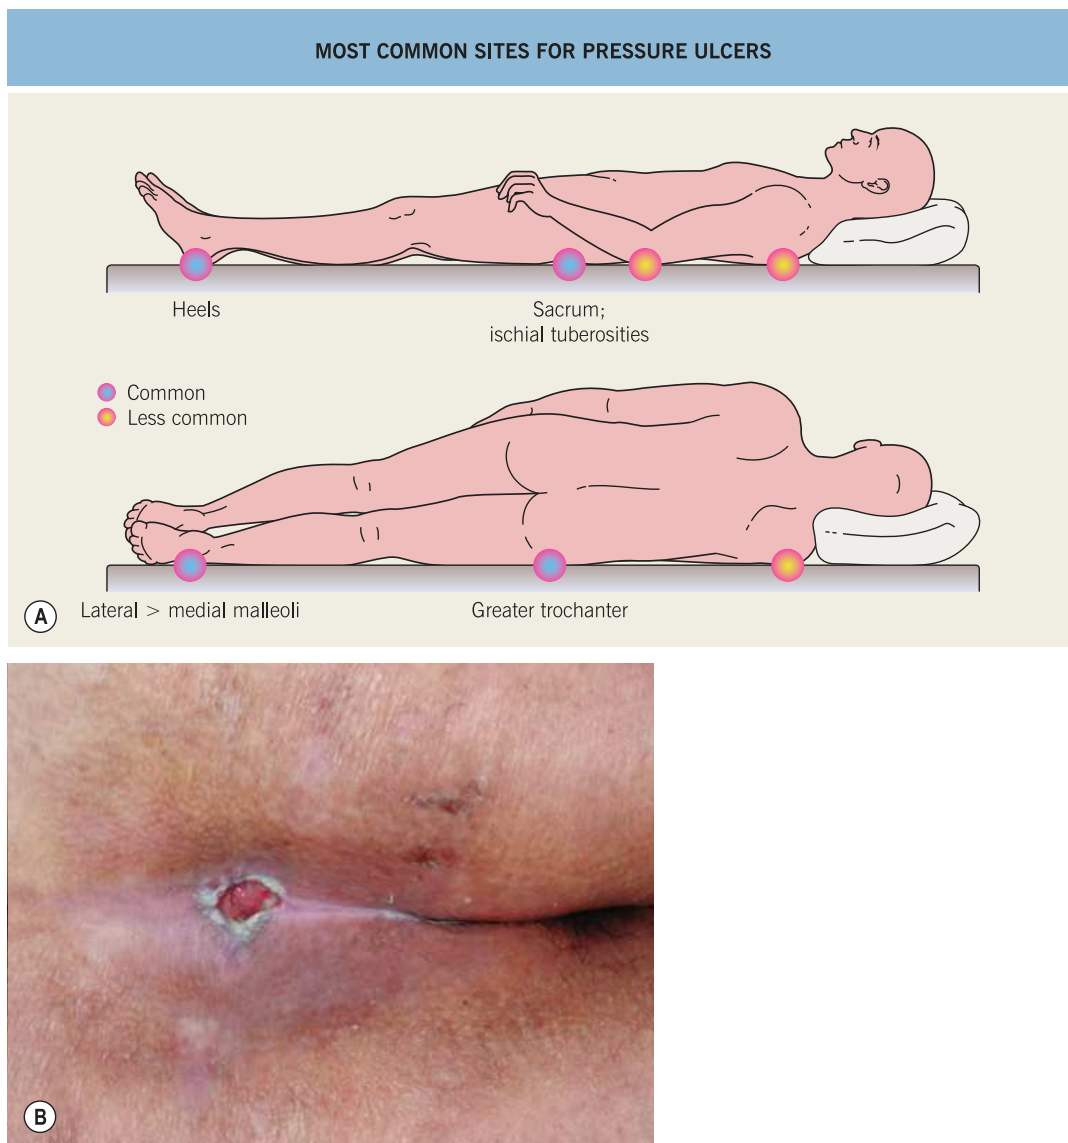 MOST COMMON SITES FOR PRESSURE ULCERS
Heels
Sacrum;
ischial tuberosities
Common
Less common
A
Lateral > medial malleoli
Greater trochanter
B